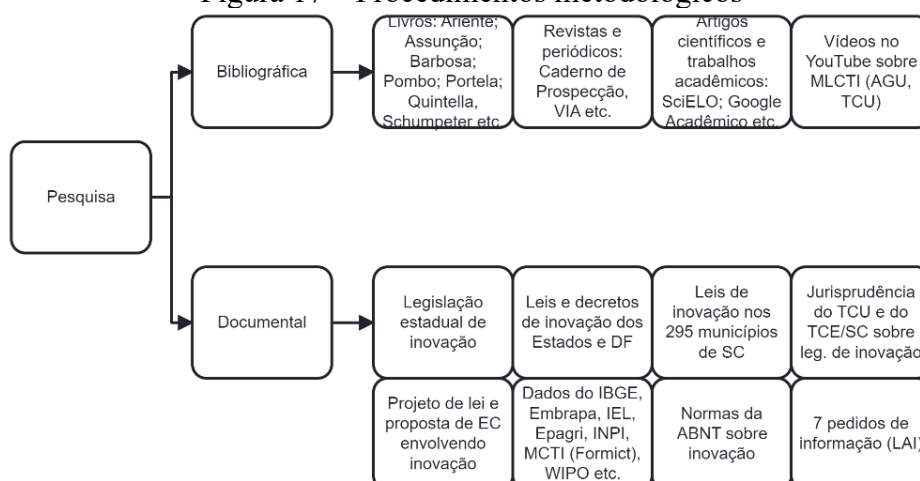 Figura 17 – Procedimentos metodológicos
Livros: Ariente;
Assunção;
Barbosa;
Pombo; Portela;
Quintella,
Schumpeter etc.
Revistas e
periódicos:
Caderno de
Prospecção,
VIA etc.
Artigos
científicos e
trabalhos
acadêmicos:
SciELO; Google
Acadêmico etc.
Vídeos no
YouTube sobre
MLCTI (AGU,
TCU)
Bibliográfica
Pesquisa
Documental
Legislação
estadual de
inovação
Leis e decretos
de inovação dos
Estados e DF
Leis de
inovação nos
295 municípios
de SC
Jurisprudência
do TCU e do
TCE/SC sobre
leg. de inovação
Projeto de lei e
proposta de EC
envolvendo
inovação
Dados do IBGE,
Embrapa, IEL,
Epagri, INPI,
MCTI (Formict),
WIPO etc.
Normas da
ABNT sobre
inovação
7 pedidos de
informação (LAI)